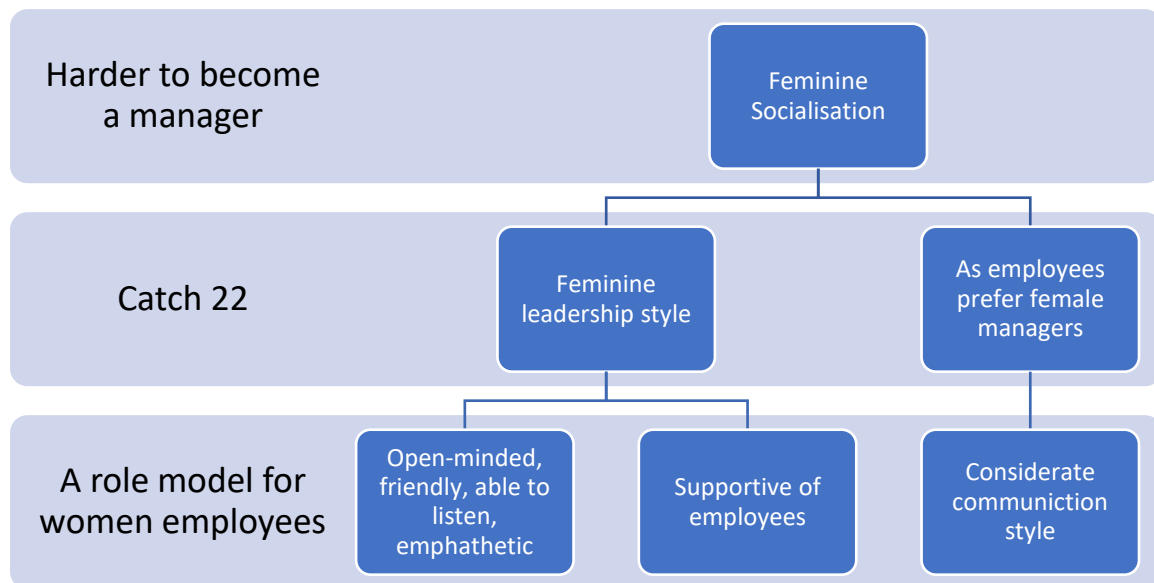 Harder to become
a manager
Feminine
Socialisation
Catch 22
Feminine
leadership style
As employees
prefer female
managers
A role model for
women employees
Open-minded,
friendly, able to
listen,
emphathetic
Supportive of
employees
Considerate
communiction
style